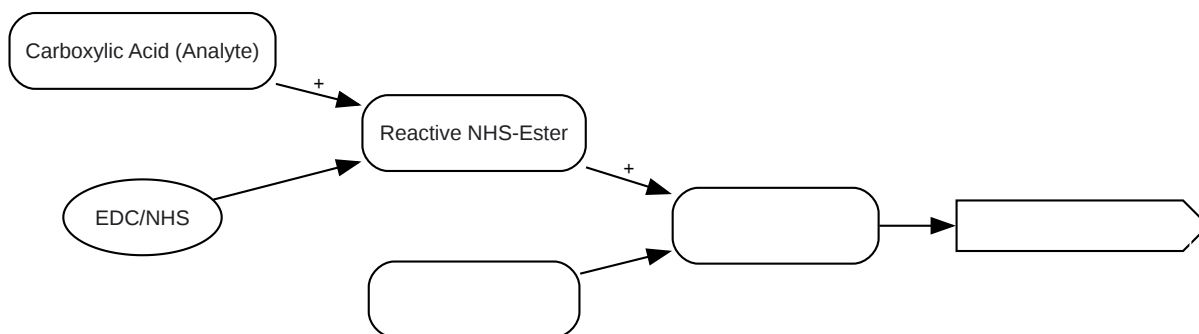 Carboxylic Acid (Analyte)
+
Reactive NHS-Ester
+
EDC/NHS